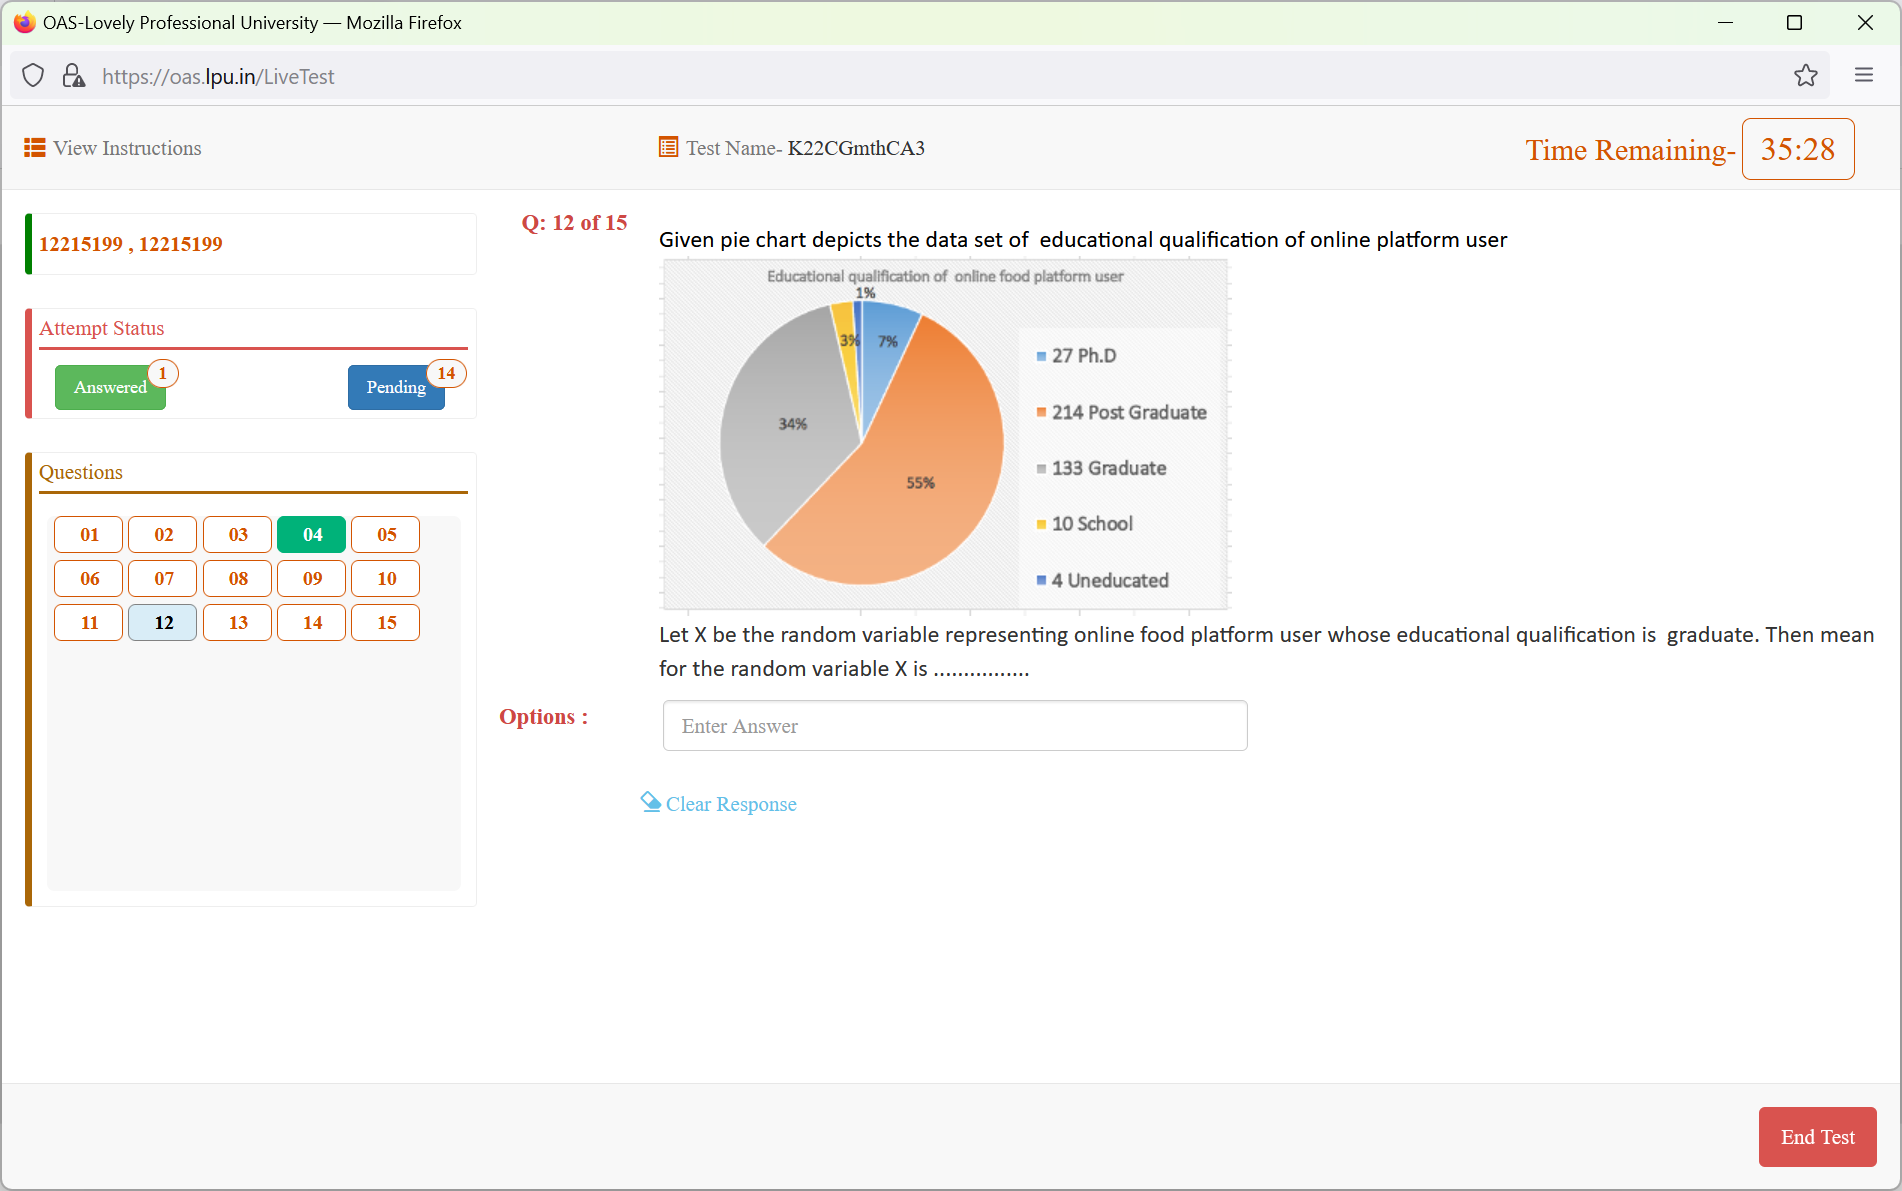 OAS-Lovely Professional University — Mozilla Firefox
https://oas.lpu.in/LiveTest
View Instructions
Test Name- K22CGmthCA3
Time Remaining- 35:28
12215199 , 12215199
Attempt Status
Answered 1
Pending 14
Questions
01 02 03 04 05
06 07 08 09 10
11 12 13 14 15
Q: 12 of 15
Given pie chart depicts the data set of educational qualification of online platform user
Educational qualification of online food platform user
1%
3%
7%
34%
55%
27 Ph.D
214 Post Graduate
133 Graduate
10 School
4 Uneducated
Let X be the random variable representing online food platform user whose educational qualification is graduate. Then mean
for the random variable X is ................
Options :
Enter Answer
Clear Response
End Test